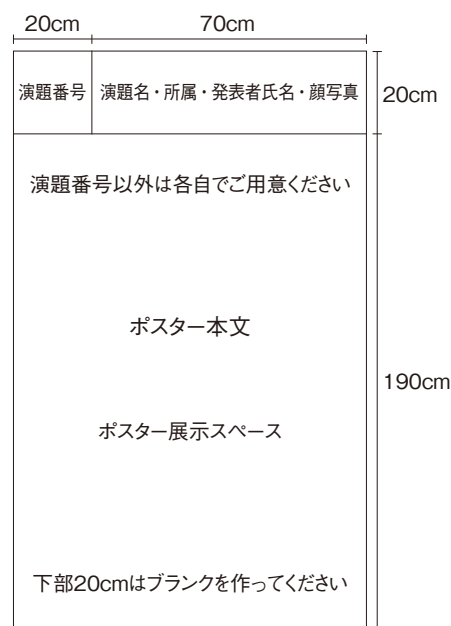 20cm 70cm
演題番号 演題名・所属・発表者氏名・顔写真 20cm
演題番号以外は各自でご用意ください
ポスター本文
190cm
ポスター展示スペース
下部20cmはブランクを作ってください